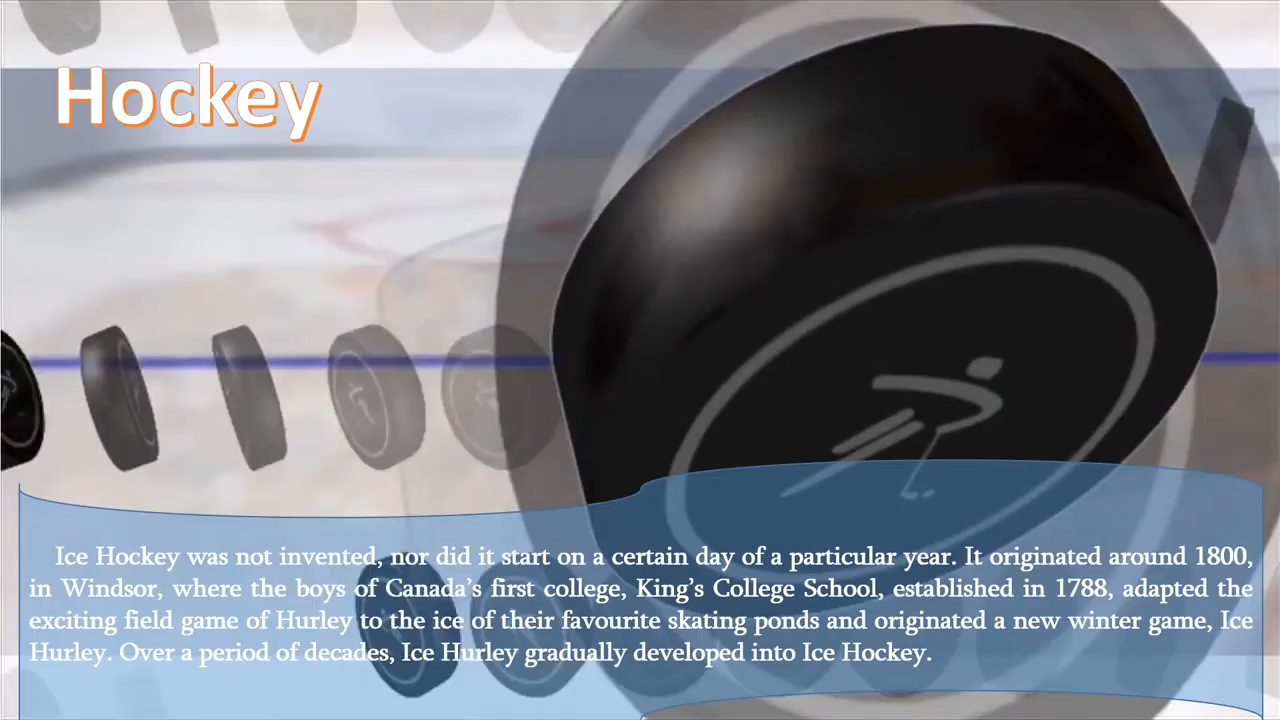 Hockey
Ice Hockey was not invented, nor did it start on a certain day of a particular year. It originated around 1800,
in Windsor, where the boys of Canada’s first college, King’s College School, established in 1788, adapted the
exciting field game of Hurley to the ice of their favourite skating ponds and originated a new winter game, Ice
Hurley. Over a period of decades, Ice Hurley gradually developed into Ice Hockey.